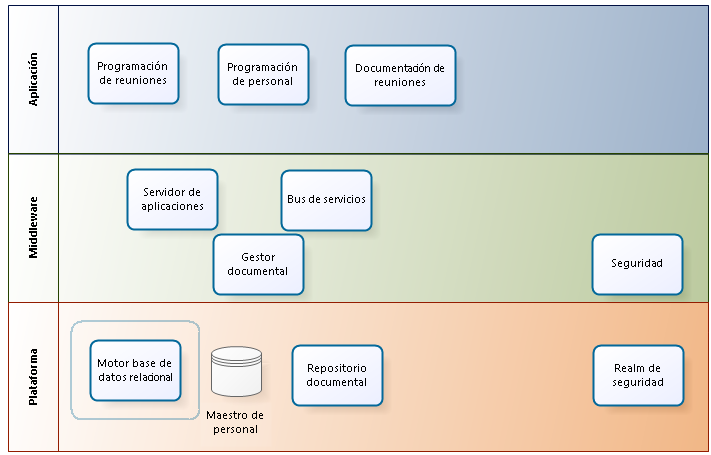 Aplicación
Programación
de reuniones
Programación
de personal
Documentación de
reuniones
Middleware
Servidor de
aplicaciones
Bus de servicios
Gestor
documental
Seguridad
Plataforma
Motor base de
datos relacional
Maestro de
personal
Repositorio
documental
Realm de
seguridad